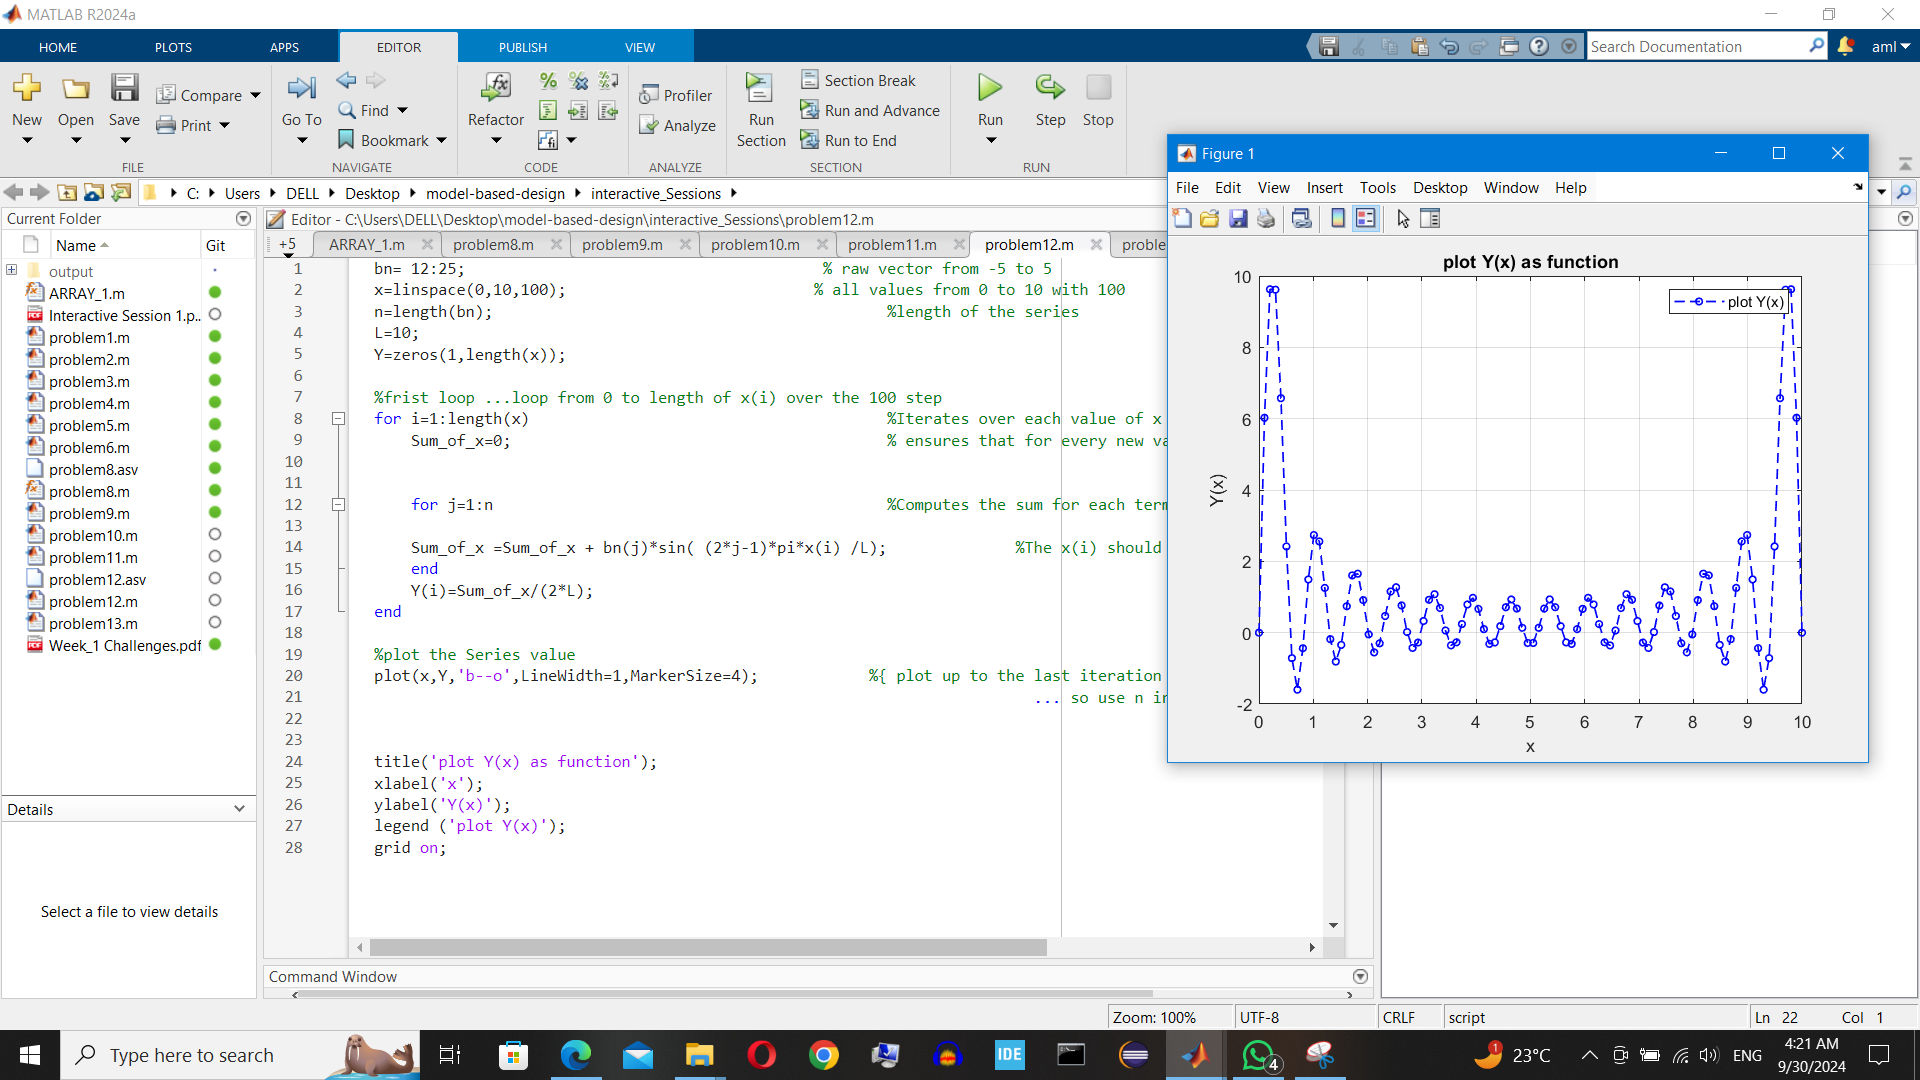 MATLAB R2024a
HOME PLOTS APPS EDITOR PUBLISH VIEW
Search Documentation
aml
New Open Save Compare Print
FILE
Go To Find Bookmark
NAVIGATE
Refactor
CODE
Profiler Analyze
ANALYZE
Run Section
Section Break
Run and Advance
Run to End
SECTION
Run Step Stop
RUN
C: Users DELL Desktop model-based-design interactive_Sessions
Current Folder
Name Git
output
ARRAY_1.m
Interactive Session 1.p..
problem1.m
problem2.m
problem3.m
problem4.m
problem5.m
problem6.m
problem8.asv
problem8.m
problem9.m
problem10.m
problem11.m
problem12.asv
problem12.m
problem13.m
Week_1 Challenges.pdf
Details
Select a file to view details
Editor - C:\Users\DELL\Desktop\model-based-design\interactive_Sessions\problem12.m
+5 ARRAY_1.m problem8.m problem9.m problem10.m problem11.m problem12.m proble
1 bn= 12:25; % raw vector from -5 to 5
2 x=linspace(0,10,100); % all values from 0 to 10 with 100
3 n=length(bn); %length of the series
4 L=10;
5 Y=zeros(1,length(x));
6
7 %frist loop ...loop from 0 to length of x(i) over the 100 step
8 for i=1:length(x) %Iterates over each value of x
9 Sum_of_x=0; % ensures that for every new va
10
11
12 for j=1:n %Computes the sum for each term
13
14 Sum_of_x =Sum_of_x + bn(j)*sin( (2*j-1)*pi*x(i) /L); %The x(i) should
15 end
16 Y(i)=Sum_of_x/(2*L);
17 end
18
19 %plot the Series value
20 plot(x,Y,'b--o',LineWidth=1,MarkerSize=4); %{ plot up to the last iteration
21 ... so use n in
22
23
24 title('plot Y(x) as function');
25 xlabel('x');
26 ylabel('Y(x)');
27 legend ('plot Y(x)');
28 grid on;
Command Window
Figure 1
File Edit View Insert Tools Desktop Window Help
plot Y(x) as function
plot Y(x)
10
8
6
4
2
0
-2
Y(x)
0 1 2 3 4 5 6 7 8 9 10
x
Zoom: 100% UTF-8 CRLF script Ln 22 Col 1
Type here to search
IDE
4
1
23°C
ENG
4:21 AM
9/30/2024